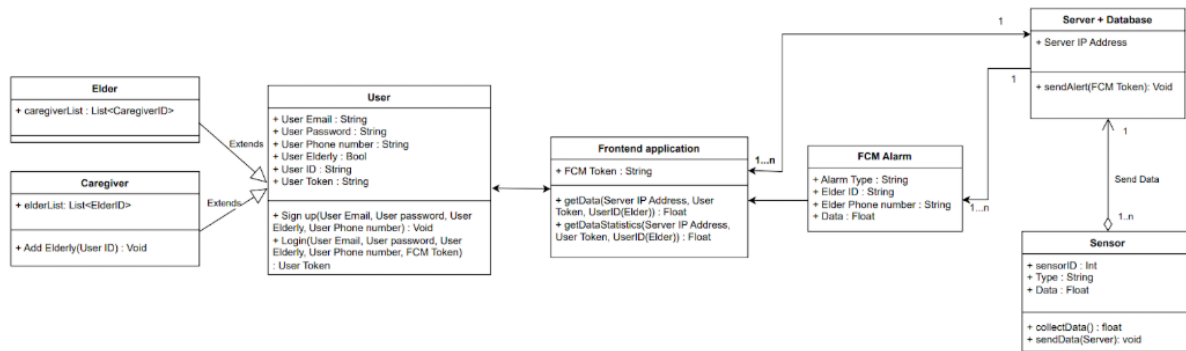 Elder
+ caregiverList : List<CaregiverID>
Extends
Caregiver
+ elderList: List<ElderID>
+ Add Elderly(User ID) : Void
Extends
User
+ User Email : String
+ User Password : String
+ User Phone number : String
+ User Elderly : Bool
+ User ID : String
+ User Token : String
+ Sign up(User Email, User password, User
Elderly, User Phone number) : Void
+ Login(User Email, User password, User
Elderly, User Phone number, FCM Token)
: User Token
Frontend application
+ FCM Token : String
+ getData(Server IP Address, User
Token, UserID(Elder)) : Float
+ getDataStatistics(Server IP Address,
User Token, UserID(Elder)) : Float
1...n
1
FCM Alarm
+ Alarm Type : String
+ Elder ID : String
+ Elder Phone number : String
+ Data : Float
1...n
1
Server + Database
+ Server IP Address
+ sendAlert(FCM Token): Void
1
Send Data
1..n
Sensor
+ sensorID : Int
+ Type : String
+ Data : Float
+ collectData() : float
+ sendData(Server): void